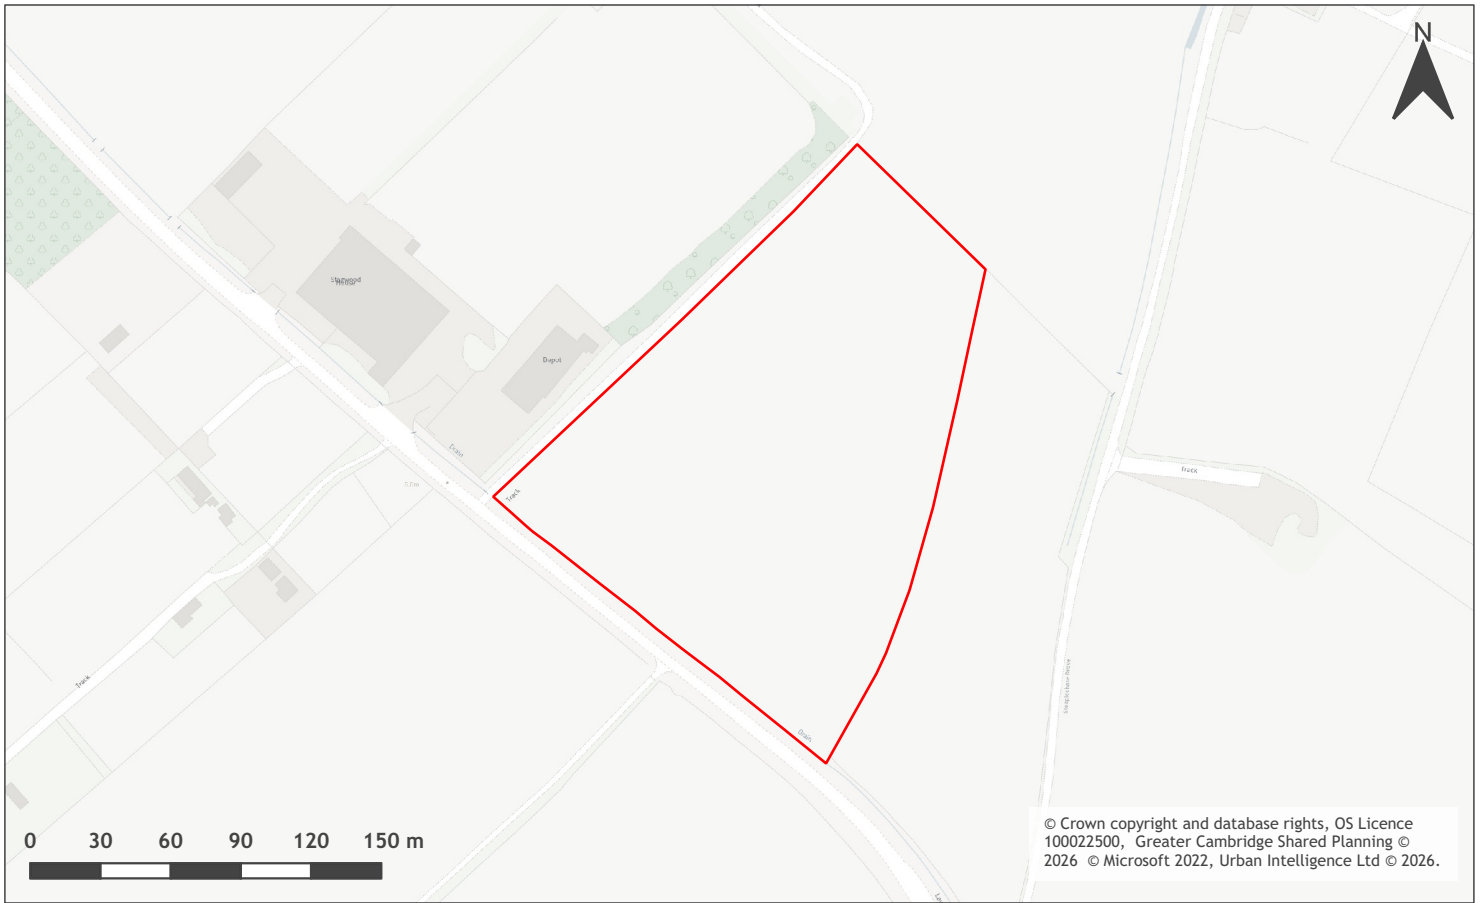 N
Depot
Drain
Track
Track
Track
Drain
0 30 60 90 120 150 m
© Crown copyright and database rights, OS Licence
100022500, Greater Cambridge Shared Planning ©
2026 © Microsoft 2022, Urban Intelligence Ltd © 2026.